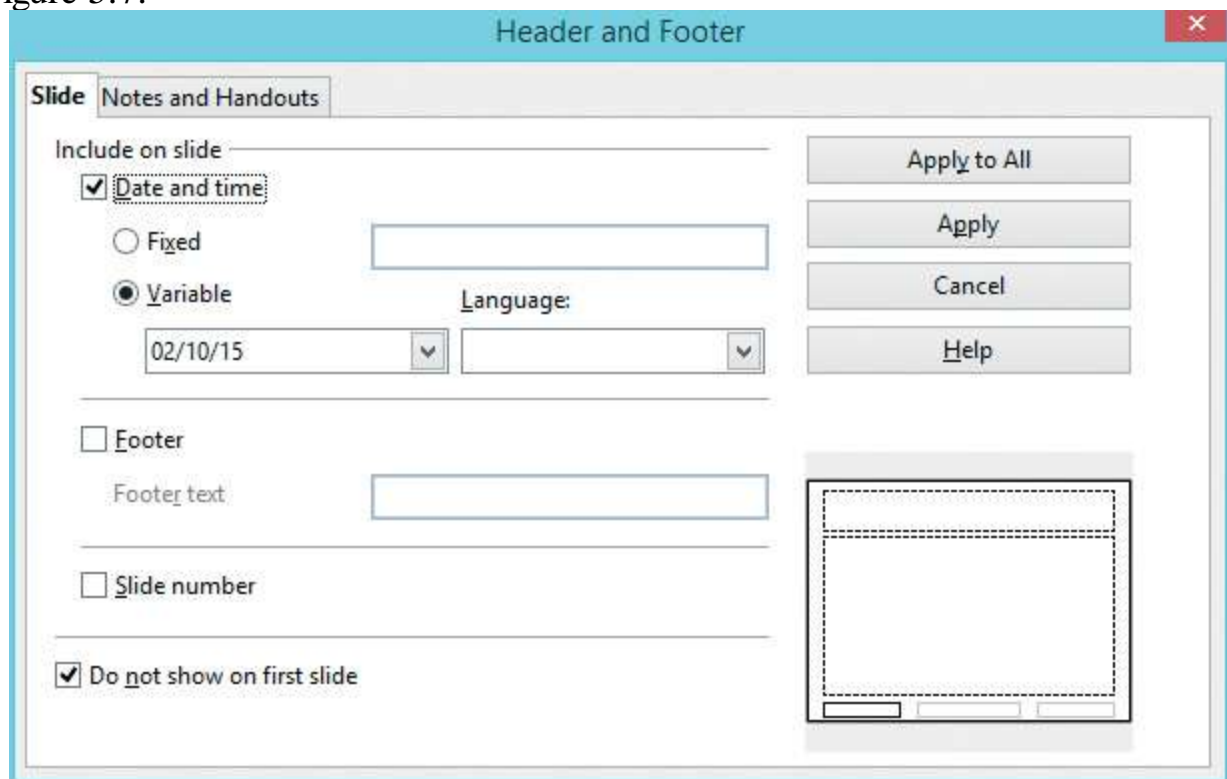 igure 5.7.
Header and Footer
Slide Notes and Handouts
Include on slide
Date and time
Fixed
Variable
Language:
02/10/15
Footer
Footer text
Slide number
Do not show on first slide
Apply to All
Apply
Cancel
Help